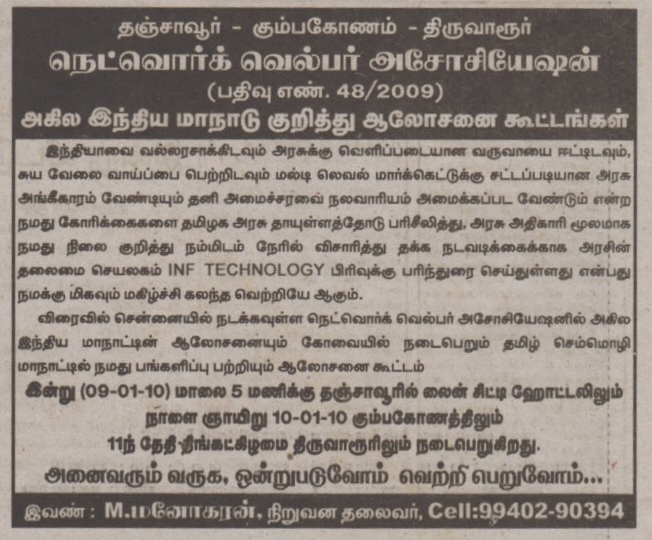 தஞ்சாவூர் - கும்பகோணம் - திருவாரூர்
நெட்வொர்க் வெல்பர் அசோசியேஷன்
(பதிவு எண். 48/2009)
அகில இந்திய மாநாடு குறித்து ஆலோசனை கூட்டங்கள்
இந்தியாவை வல்லரசாக்கிடவும் அரசுக்கு வெளிப்படையான வருவாயை ஈட்டிடவும்,
சுய வேலை வாய்ப்பை பெற்றிடவும் மல்டி லெவல் மார்க்கெட்டுக்கு சட்டப்படியான அரசு
அங்கீகாரம் வேண்டியும் தனி அமைச்சரவை நலவாரியம் அமைக்கப்பட வேண்டும் என்ற
நமது கோரிக்கைகளை தமிழக அரசு தாயுள்ளத்தோடு பரிசீலித்து, அரசு அதிகாரி மூலமாக
நமது நிலை குறித்து நம்மிடம் நேரில் விசாரித்து தக்க நடவடிக்கைக்காக அரசின்
தலைமை செயலகம் INF TECHNOLOGY பிரிவுக்கு பரிந்துரை செய்துள்ளது என்பது
நமக்கு மிகவும் மகிழ்ச்சி கலந்த வெற்றியே ஆகும்.
விரைவில் சென்னையில் நடக்கவுள்ள நெட்வொர்க் வெல்பர் அசோசியேஷனில் அகில
இந்திய மாநாட்டின் ஆலோசனையும் கோவையில் நடைபெறும் தமிழ் செம்மொழி
மாநாட்டில் நமது பங்களிப்பு பற்றியும் ஆலோசனை கூட்டம்
இன்று (09-01-10) மாலை 5 மணிக்கு தஞ்சாவூரில் லைன் சிட்டி ஹோட்டலிலும்
நாளை ஞாயிறு 10-01-10 கும்பகோணத்திலும்
11ந் தேதி திங்கட்கிழமை திருவாரூரிலும் நடைபெறுகிறது.
அனைவரும் வருக, ஒன்றுபடுவோம் வெற்றி பெறுவோம்...
இவண் : M.மனோகரன், நிறுவன தலைவர், Cell:99402-90394